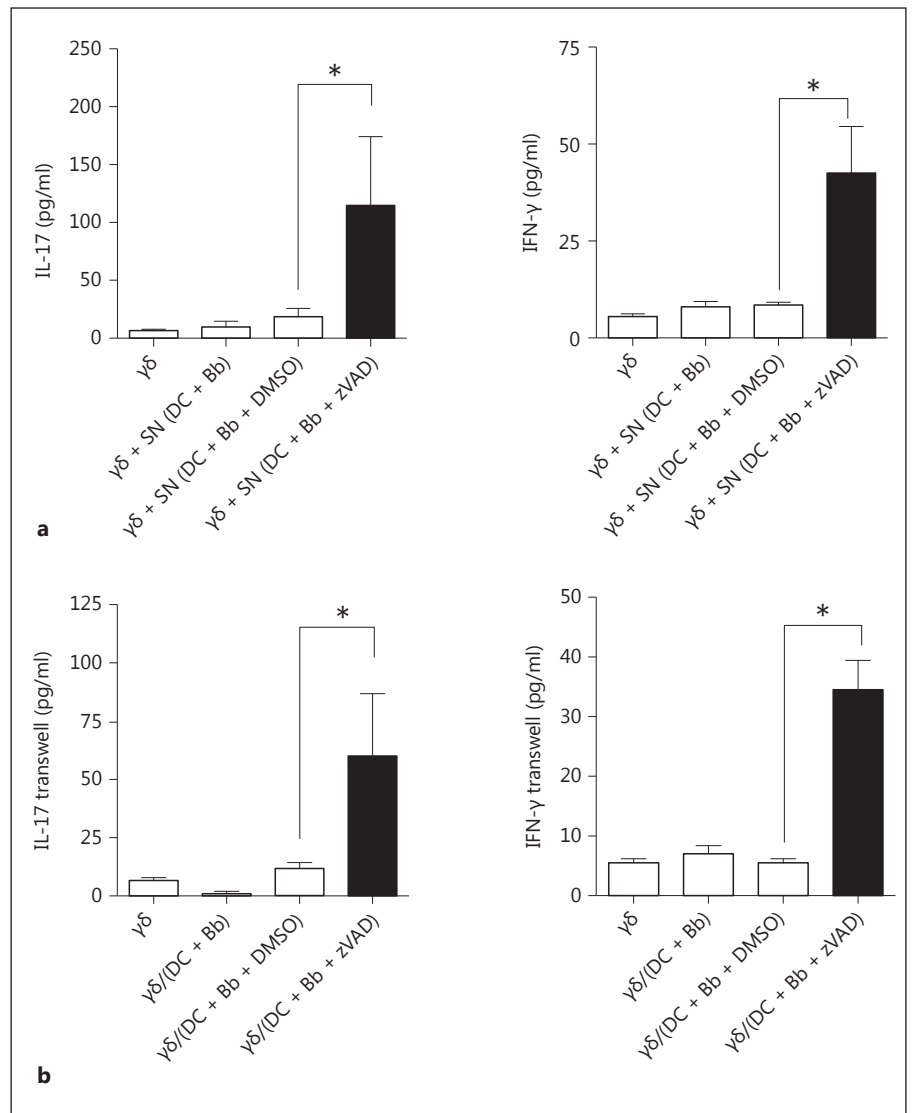 250
200
150
100
50
0
IL-17 (pg/ml)
*
γδ
γδ + SN (DC + Bb)
γδ + SN (DC + Bb + DMSO)
γδ + SN (DC + Bb + zVAD)
75
50
25
0
IFN-γ (pg/ml)
*
γδ
γδ + SN (DC + Bb)
γδ + SN (DC + Bb + DMSO)
γδ + SN (DC + Bb + zVAD)
a
125
100
75
50
25
0
IL-17 transwell (pg/ml)
*
γδ
γδ/(DC + Bb)
γδ/(DC + Bb + DMSO)
γδ/(DC + Bb + zVAD)
50
40
30
20
10
0
IFN-γ transwell (pg/ml)
*
γδ
γδ/(DC + Bb)
γδ/(DC + Bb + DMSO)
γδ/(DC + Bb + zVAD)
b